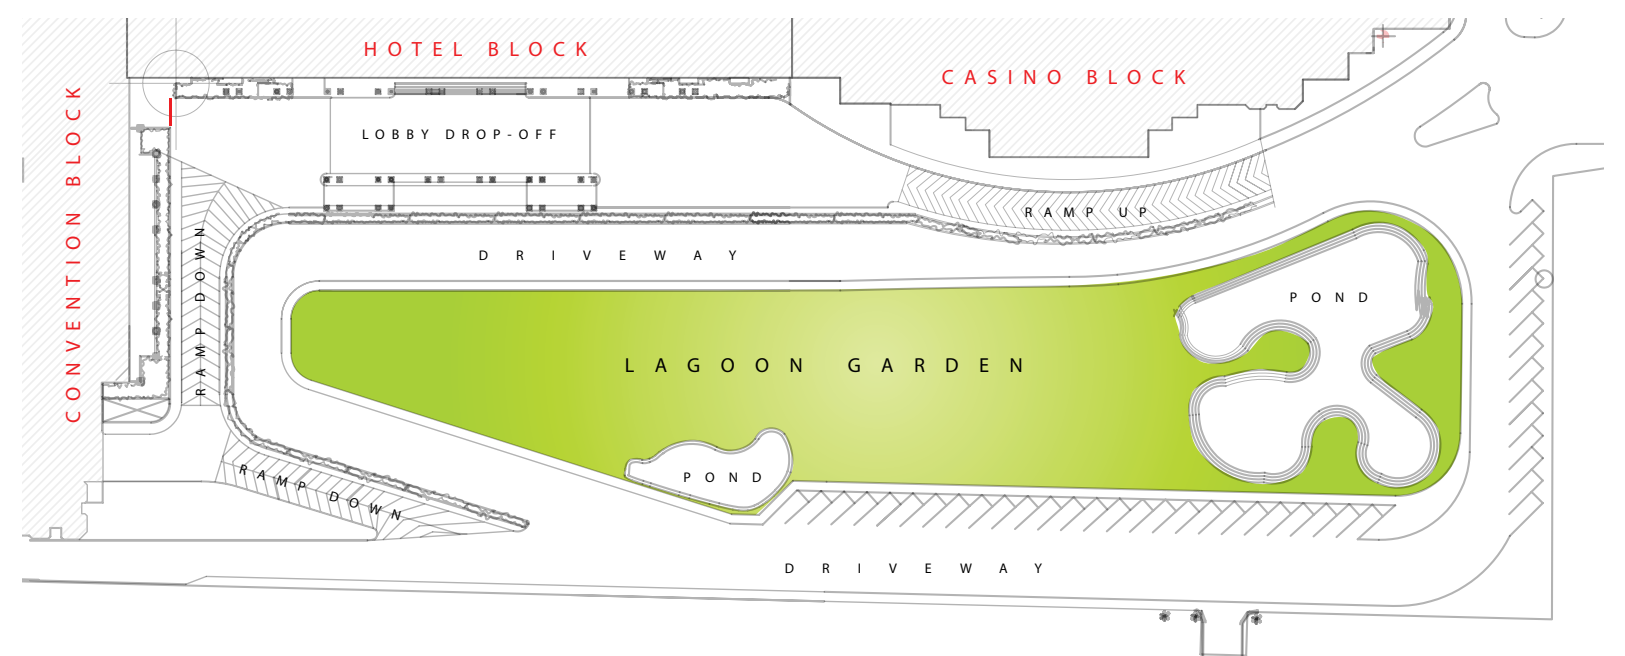 HOTEL BLOCK
CASINO BLOCK
CONVENTION BLOCK
LOBBY DROP-OFF
RAMP UP
RAMP DOWN
DRIVEWAY
POND
LAGOON GARDEN
POND
RAMP DOWN
DRIVEWAY